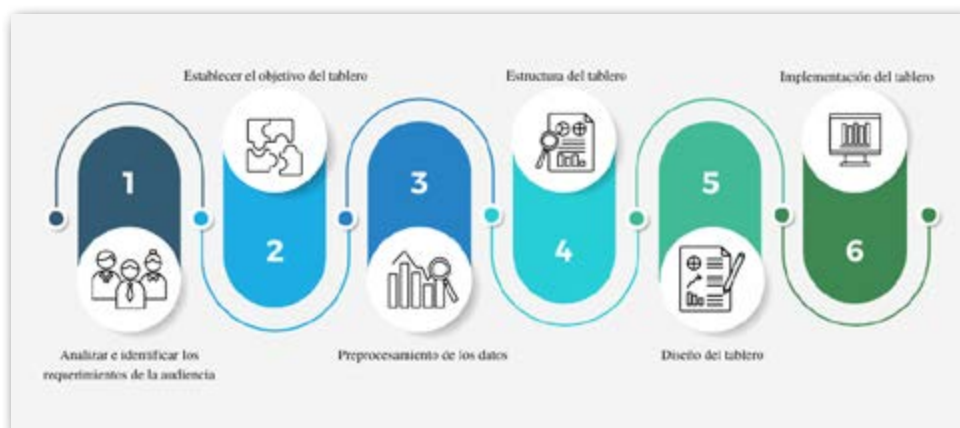 1
Analizar e identificar los
requerimientos de la audiencia
Establecer el objetivo del tablero
2
3
Preprocesamiento de los datos
Estructura del tablero
4
5
Diseño del tablero
Implementación del tablero
6